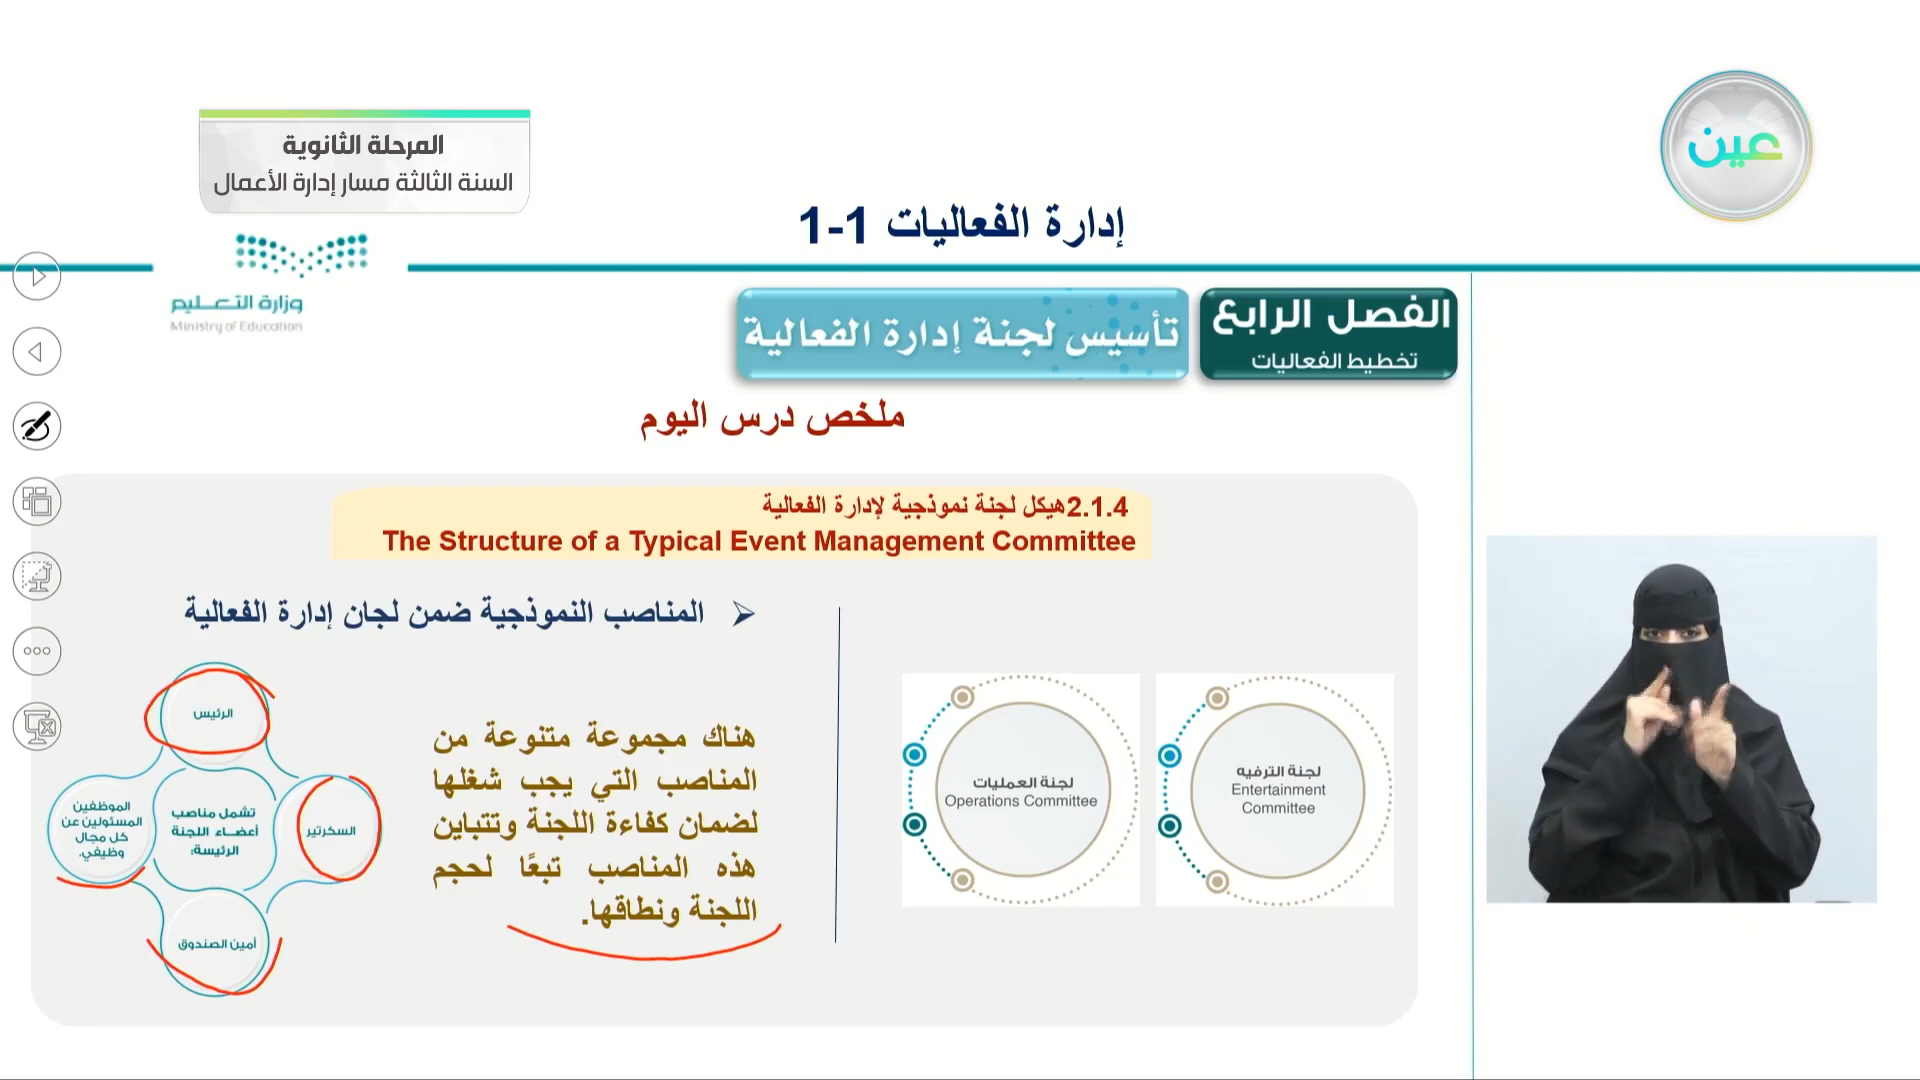 عين
المرحلة الثانوية
السنة الثالثة مسار إدارة الأعمال
إدارة الفعاليات 1-1
وزارة التعليم
Ministry of Education
الفصل الرابع
تخطيط الفعاليات
تأسيس لجنة إدارة الفعالية
ملخص درس اليوم
2.1.4هيكل لجنة نموذجية لإدارة الفعالية
The Structure of a Typical Event Management Committee
لجنة الترفيه
Entertainment
Committee
لجنة العمليات
Operations Committee
المناصب النموذجية ضمن لجان إدارة الفعالية
هناك مجموعة متنوعة من
المناصب التي يجب شغلها
لضمان كفاءة اللجنة وتتباين
هذه المناصب تبعًا لحجم
اللجنة ونطاقها.
الرئيس
السكرتير
تشمل مناصب
أعضاء اللجنة
الرئيسة:
الموظفين
المسئولين عن
كل مجال
وظيفي.
أمين الصندوق